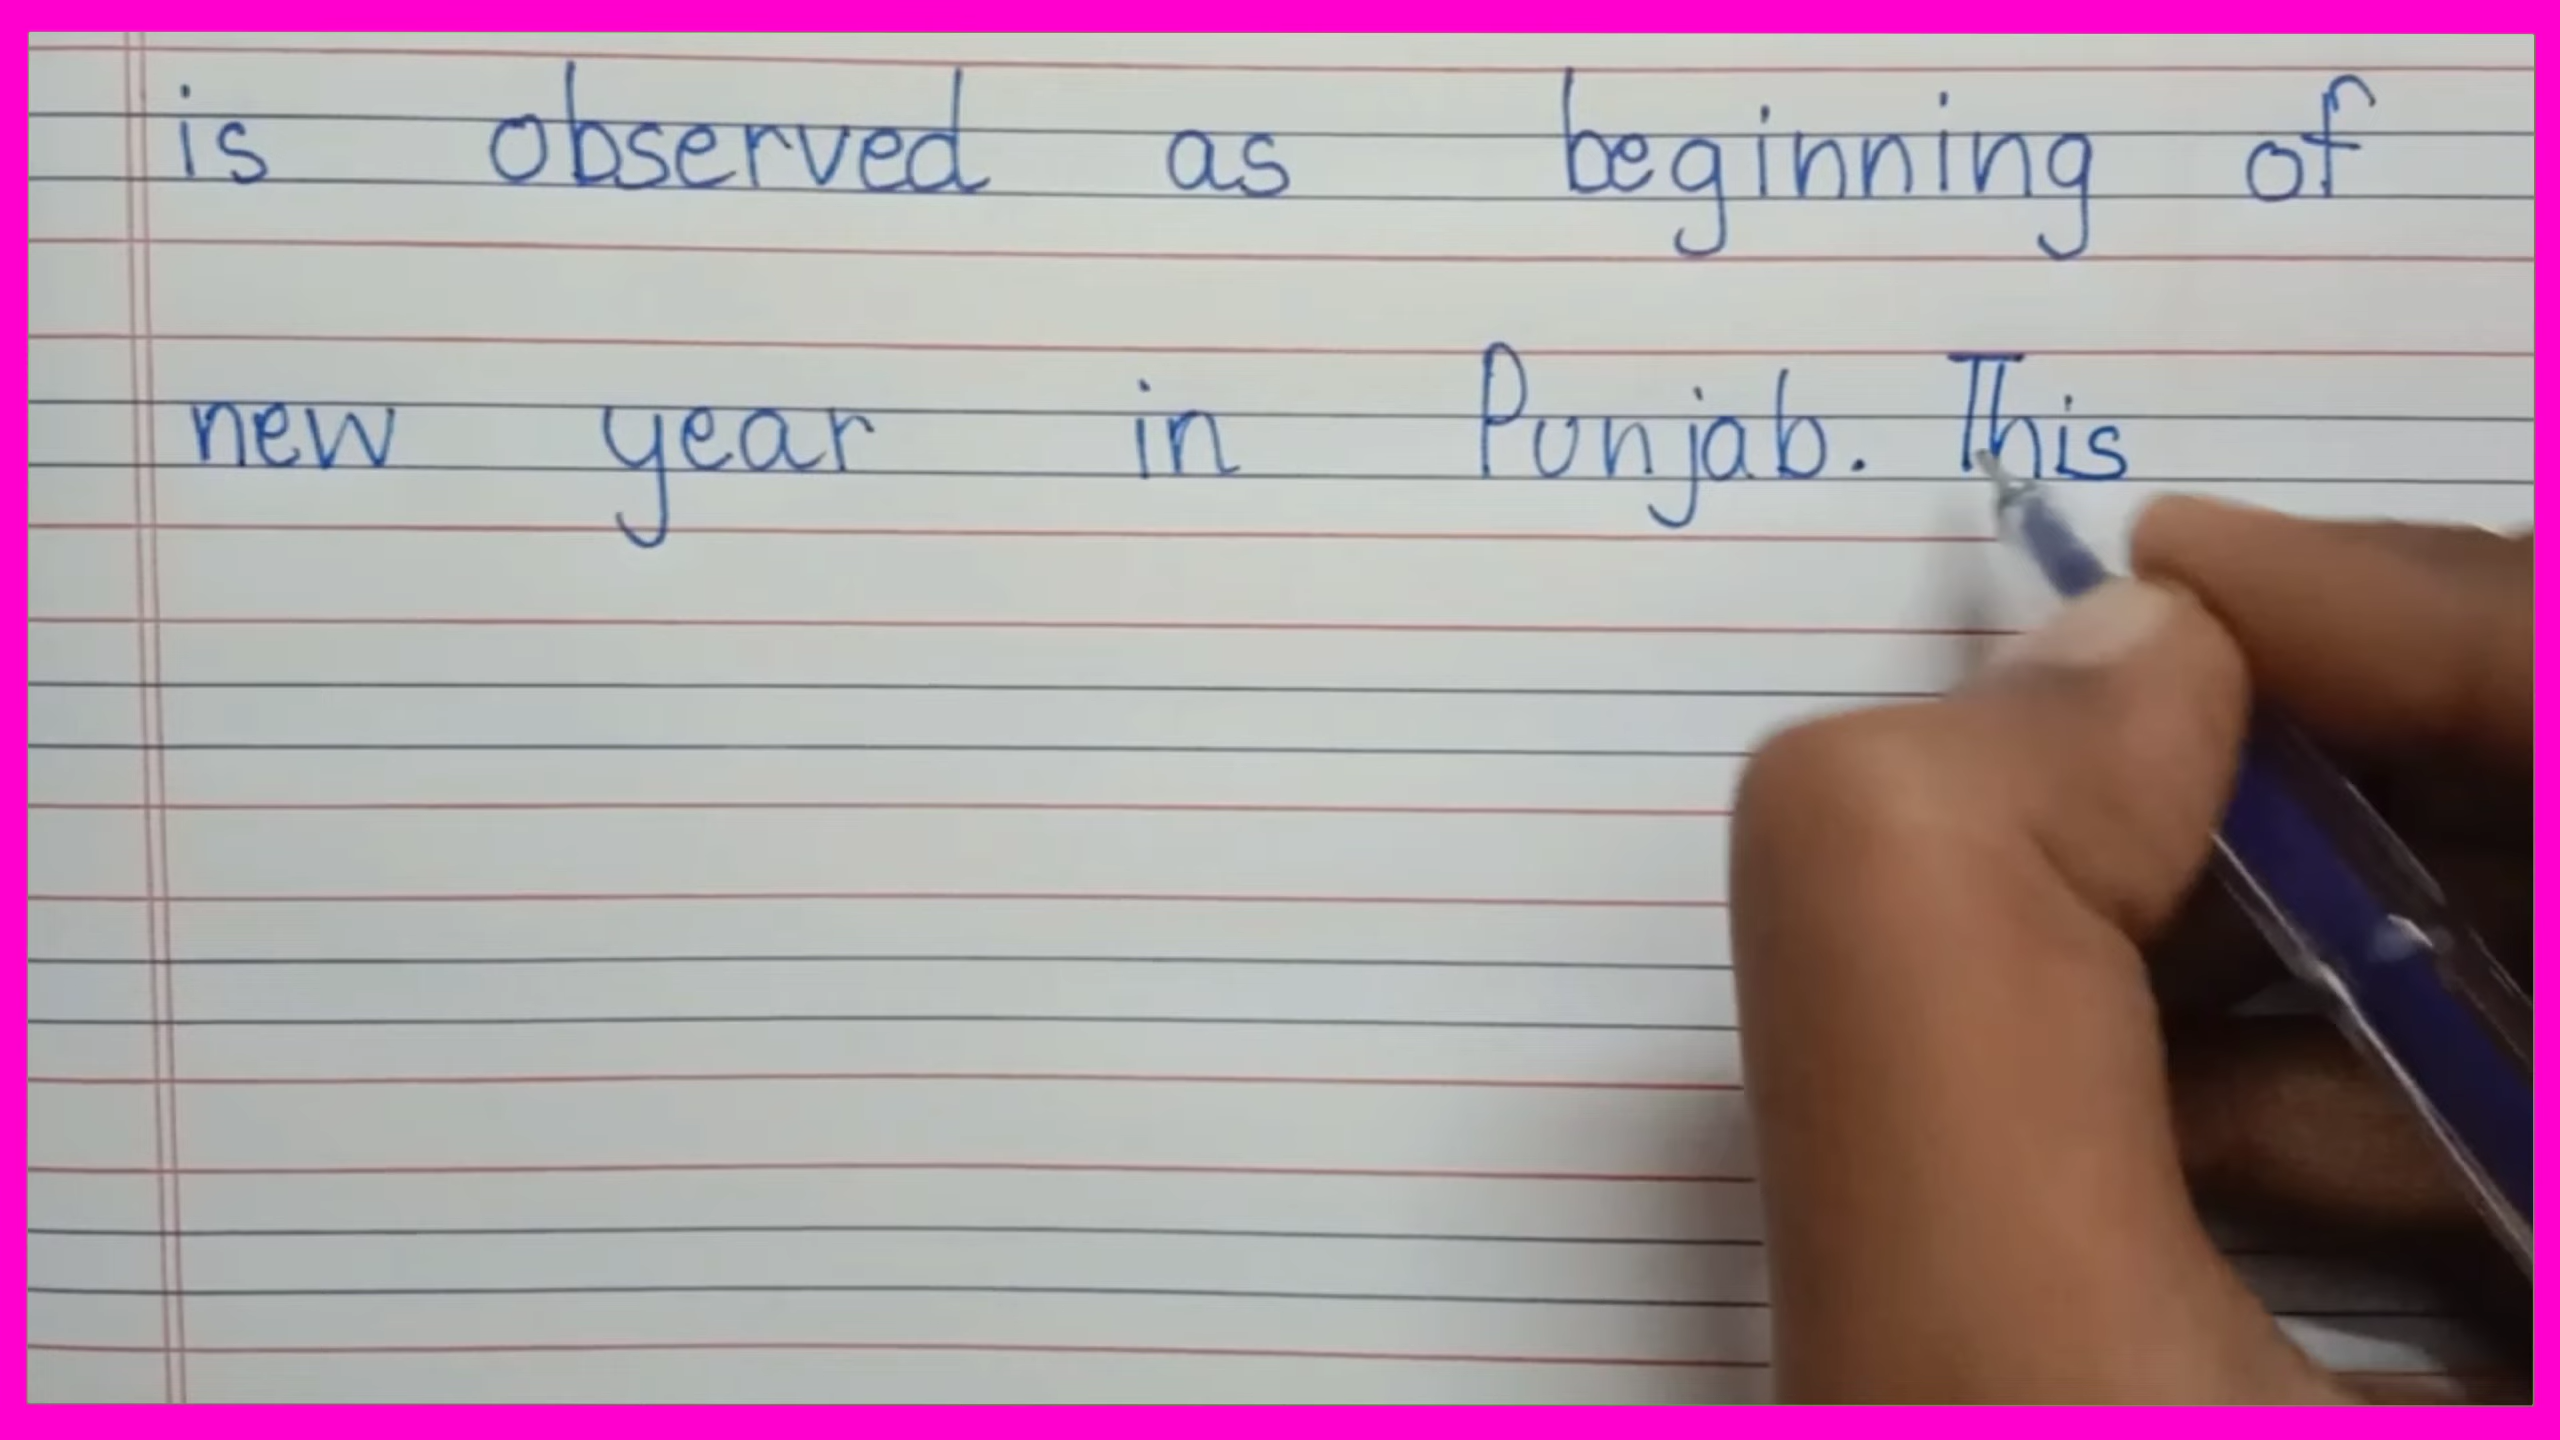 is observed as beginning of
new year in Punjab. This